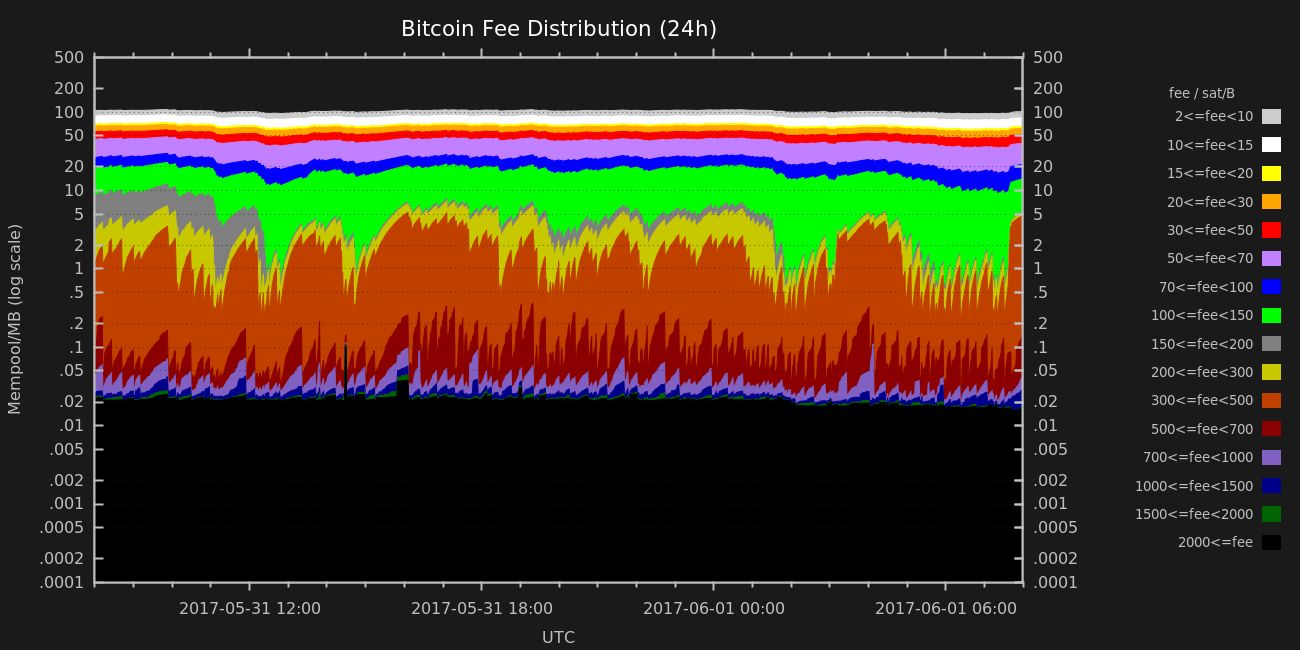 Bitcoin Fee Distribution (24h)
500
200
100
50
20
10
5
2
1
.5
.2
.1
.05
.02
.01
.005
.002
.001
.0005
.0002
.0001
Mempool/MB (log scale)
500
200
100
50
20
10
5
2
1
.5
.2
.1
.05
.02
.01
.005
.002
.001
.0005
.0002
.0001
2017-05-31 12:00
2017-05-31 18:00
2017-06-01 00:00
2017-06-01 06:00
UTC
fee / sat/B
2<=fee<10
10<=fee<15
15<=fee<20
20<=fee<30
30<=fee<50
50<=fee<70
70<=fee<100
100<=fee<150
150<=fee<200
200<=fee<300
300<=fee<500
500<=fee<700
700<=fee<1000
1000<=fee<1500
1500<=fee<2000
2000<=fee